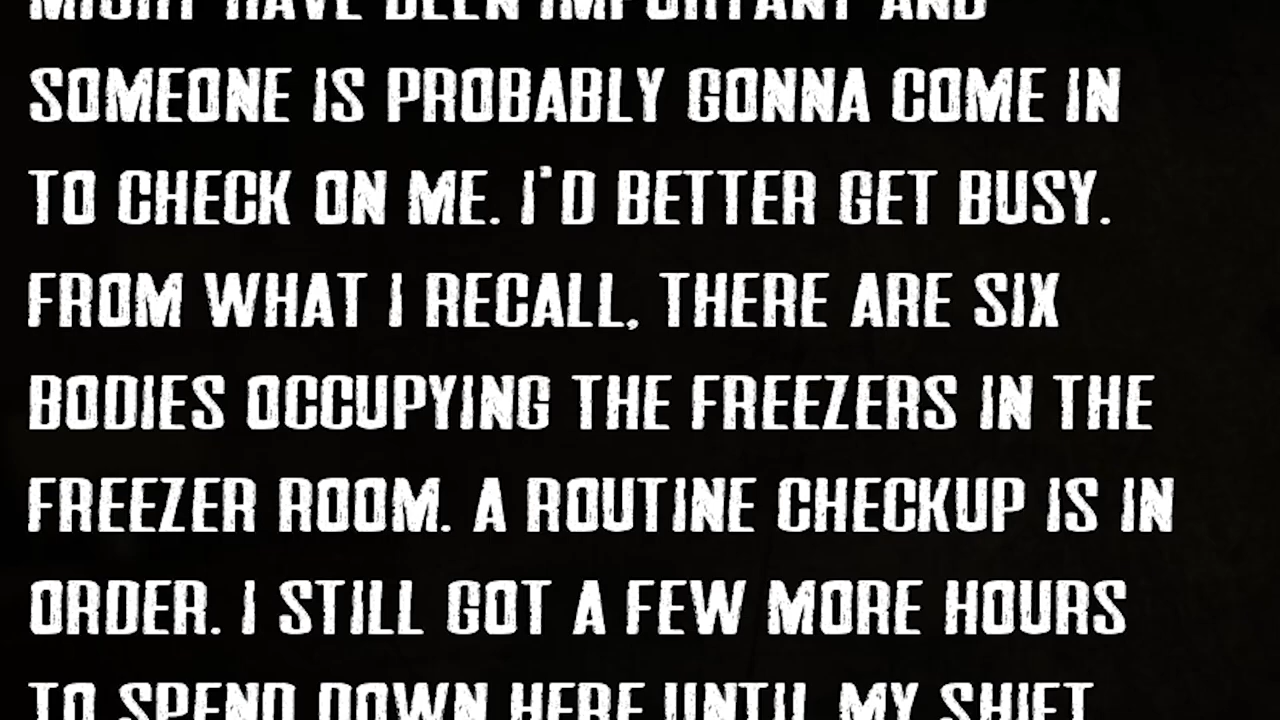 MIGHT HAVE BEEN IMPORTANT AND
SOMEONE IS PROBABLY GONNA COME IN
TO CHECK ON ME. I'D BETTER GET BUSY.
FROM WHAT I RECALL, THERE ARE SIX
BODIES OCCUPYING THE FREEZERS IN THE
FREEZER ROOM. A ROUTINE CHECKUP IS IN
ORDER. I STILL GOT A FEW MORE HOURS
TO SPEND DOWN HERE UNTIL MY SHIFT